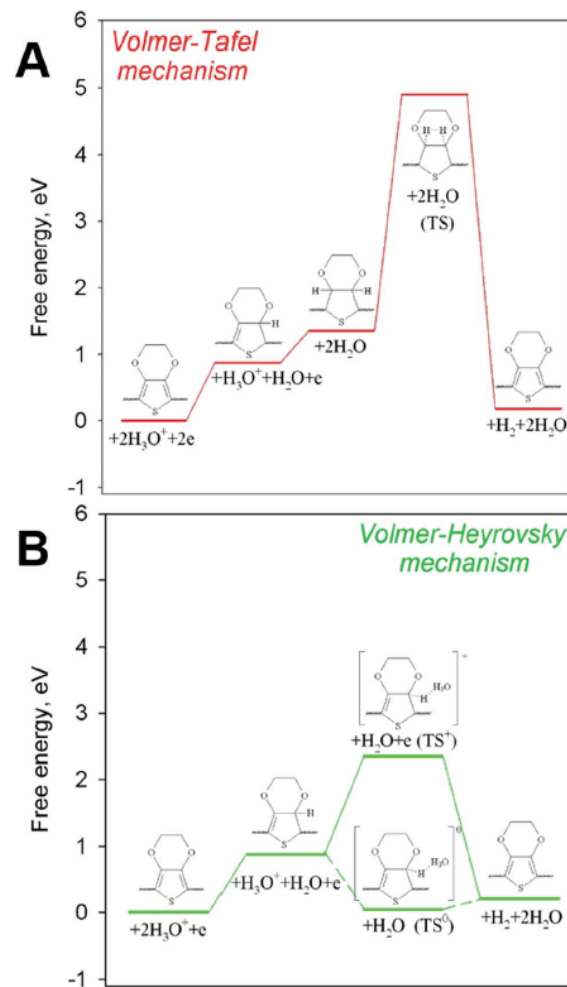 A
Volmer-Tafel
mechanism
Free energy, eV
6
5
4
3
2
1
0
-1
O O
S
+2H₃O⁺+2e
O O
H
S
+H₃O⁺+H₂O+e
O O
H H
S
+2H₂O
O H H O
S
+2H₂O
(TS)
O O
S
+H₂+2H₂O
B
Volmer-Heyrovsky
mechanism
Free energy, eV
6
5
4
3
2
1
0
-1
O O
S
+2H₃O⁺+e
O O
H
S
+H₃O⁺+H₂O+e
O O
H H₃O
S
+
+H₂O+e (TS⁺)
O O
H H₃O
S
0
+H₂O (TS⁰)
O O
S
+H₂+2H₂O